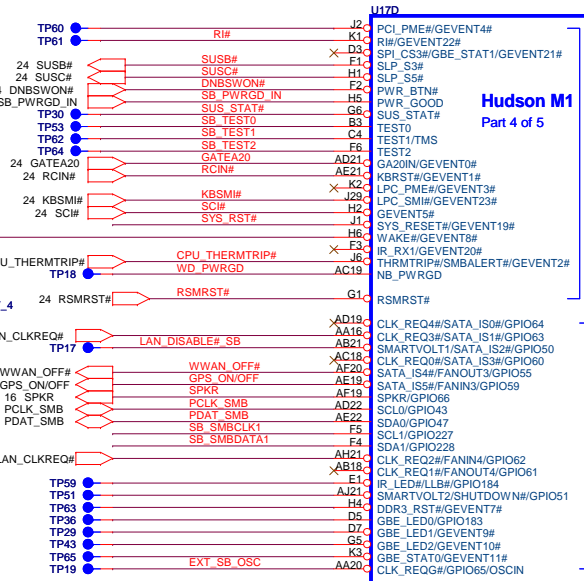 U17D
TP60 J2 PCI_PME#/GEVENT4#
TP61 RI# K1 RI#/GEVENT22#
D3 SPI_CS3#/GBE_STAT1/GEVENT21#
24 SUSB# SUSB# F1 SLP_S3#
24 SUSC# SUSC# H1 SLP_S5#
DNBSWON# DNBSWON# F2 PWR_BTN#
SB_PWRGD_IN SB_PWRGD_IN H5 PWR_GOOD
TP30 SUS_STAT# G6 SUS_STAT#
TP53 SB_TEST0 B3 TEST0
TP62 SB_TEST1 C4 TEST1/TMS
TP64 SB_TEST2 F6 TEST2
Hudson M1
Part 4 of 5
24 GATEA20 GATEA20 AD21 GA20IN/GEVENT0#
24 RCIN# RCIN# AE21 KBRST#/GEVENT1#
K2 LPC_PME#/GEVENT3#
24 KBSMI# KBSMI# J29 LPC_SMI#/GEVENT23#
24 SCI# SCI# H2 GEVENT5#
SYS_RST# J1 SYS_RESET#/GEVENT19#
H6 WAKE#/GEVENT8#
F3 IR_RX1/GEVENT20#
U_THERMTRIP# CPU_THERMTRIP# J6 THRMTRIP#/SMBALERT#/GEVENT2#
TP18 WD_PWRGD AC19 NB_PWRGD
24 RSMRST# RSMRST# G1 RSMRST#
_4
AD19 CLK_REQ4#/SATA_IS0#/GPIO64
N_CLKREQ# AA16 CLK_REQ3#/SATA_IS1#/GPIO63
TP17 LAN_DISABLE#_SB AB21 SMARTVOLT1/SATA_IS2#/GPIO50
AC18 CLK_REQ0#/SATA_IS3#/GPIO60
WWAN_OFF# WWAN_OFF# AF20 SATA_IS4#/FANOUT3/GPIO55
GPS_ON/OFF GPS_ON/OFF AE19 SATA_IS5#/FANIN3/GPIO59
16 SPKR SPKR AF19 SPKR/GPIO66
PCLK_SMB PCLK_SMB AD22 SCL0/GPIO43
PDAT_SMB PDAT_SMB AE22 SDA0/GPIO47
SB_SMBCLK1 F5 SCL1/GPIO227
SB_SMBDATA1 F4 SDA1/GPIO228
LAN_CLKREQ# AH21 CLK_REQ2#/FANIN4/GPIO62
AB18 CLK_REQ1#/FANOUT4/GPIO61
TP59 E1 IR_LED#/LLB#/GPIO184
TP51 AJ21 SMARTVOLT2/SHUTDOWN#/GPIO51
TP63 H4 DDR3_RST#/GEVENT7#
TP36 D5 GBE_LED0/GPIO183
TP29 D7 GBE_LED1/GEVENT9#
TP43 G5 GBE_LED2/GEVENT10#
TP65 K3 GBE_STAT0/GEVENT11#
TP19 EXT_SB_OSC AA20 CLK_REQG#/GPIO65/OSCIN